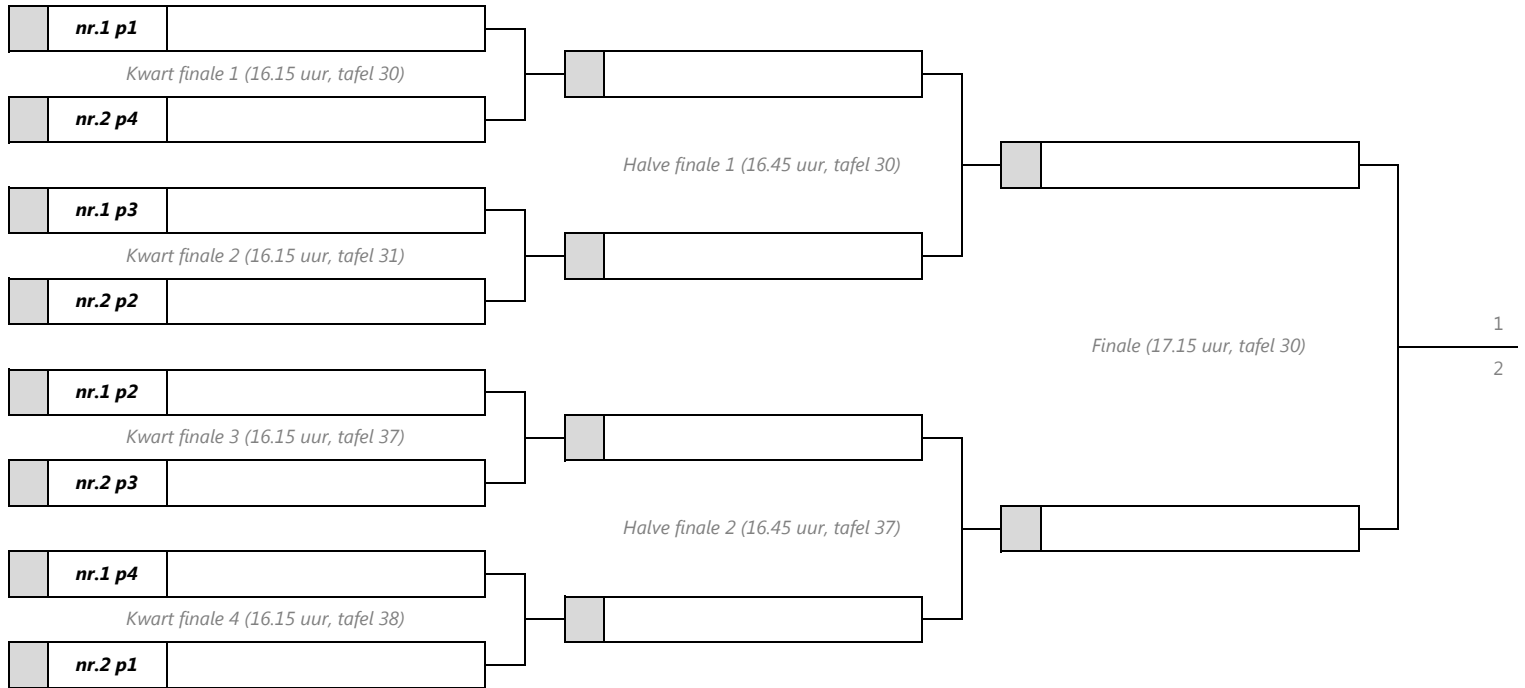 nr.1 p1
Kwart finale 1 (16.15 uur, tafel 30)
nr.2 p4
Halve finale 1 (16.45 uur, tafel 30)
nr.1 p3
Kwart finale 2 (16.15 uur, tafel 31)
nr.2 p2
Finale (17.15 uur, tafel 30)
1
2
nr.1 p2
Kwart finale 3 (16.15 uur, tafel 37)
nr.2 p3
Halve finale 2 (16.45 uur, tafel 37)
nr.1 p4
Kwart finale 4 (16.15 uur, tafel 38)
nr.2 p1